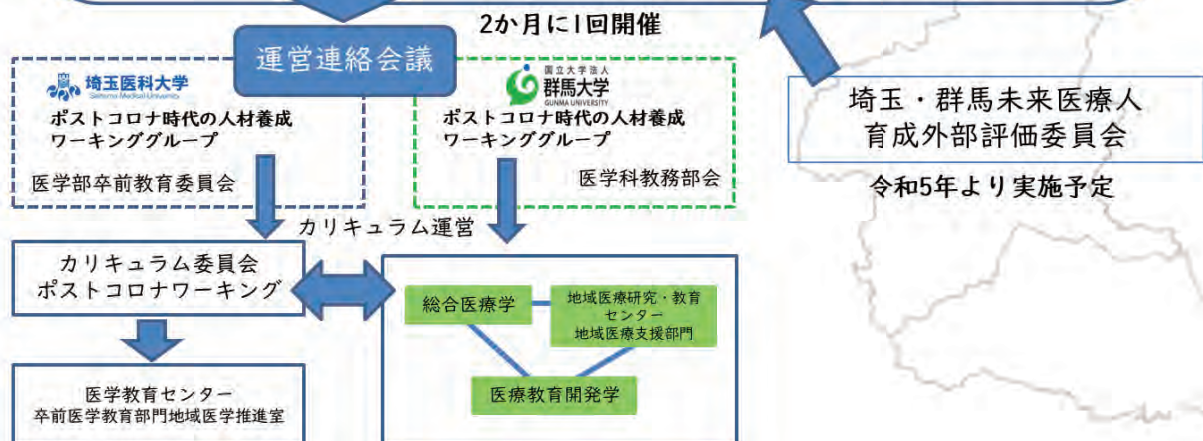 2か月に1回開催
運営連絡会議
埼玉医科大学
Saitama Medical University
ポストコロナ時代の人材養成
ワーキンググループ
医学部卒前教育委員会
国立大学法人
群馬大学
GUNMA UNIVERSITY
ポストコロナ時代の人材養成
ワーキンググループ
医学科教務部会
埼玉・群馬未来医療人
育成外部評価委員会
令和5年より実施予定
カリキュラム運営
カリキュラム委員会
ポストコロナワーキング
総合医療学
地域医療研究・教育
センター
地域医療支援部門
医療教育開発学
医学教育センター
卒前医学教育部門地域医学推進室